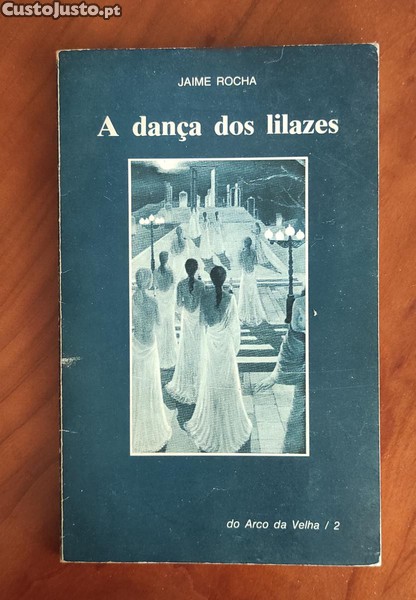 CustoJusto.pt
JAIME ROCHA
A dança dos lilazes
do Arco da Velha / 2